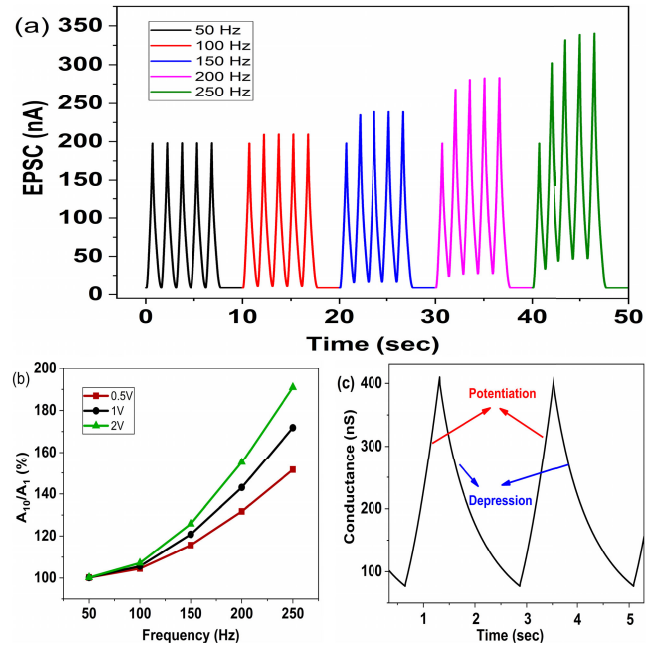 (a)
50 Hz
100 Hz
150 Hz
200 Hz
250 Hz
EPSC (nA)
350
300
250
200
150
100
50
0
0 10 20 30 40 50
Time (sec)
(b)
0.5V
1V
2V
A10/A1 (%)
200
180
160
140
120
100
50 100 150 200 250
Frequency (Hz)
(c)
Potentiation
Depression
Conductance (nS)
400
300
200
100
1 2 3 4 5
Time (sec)